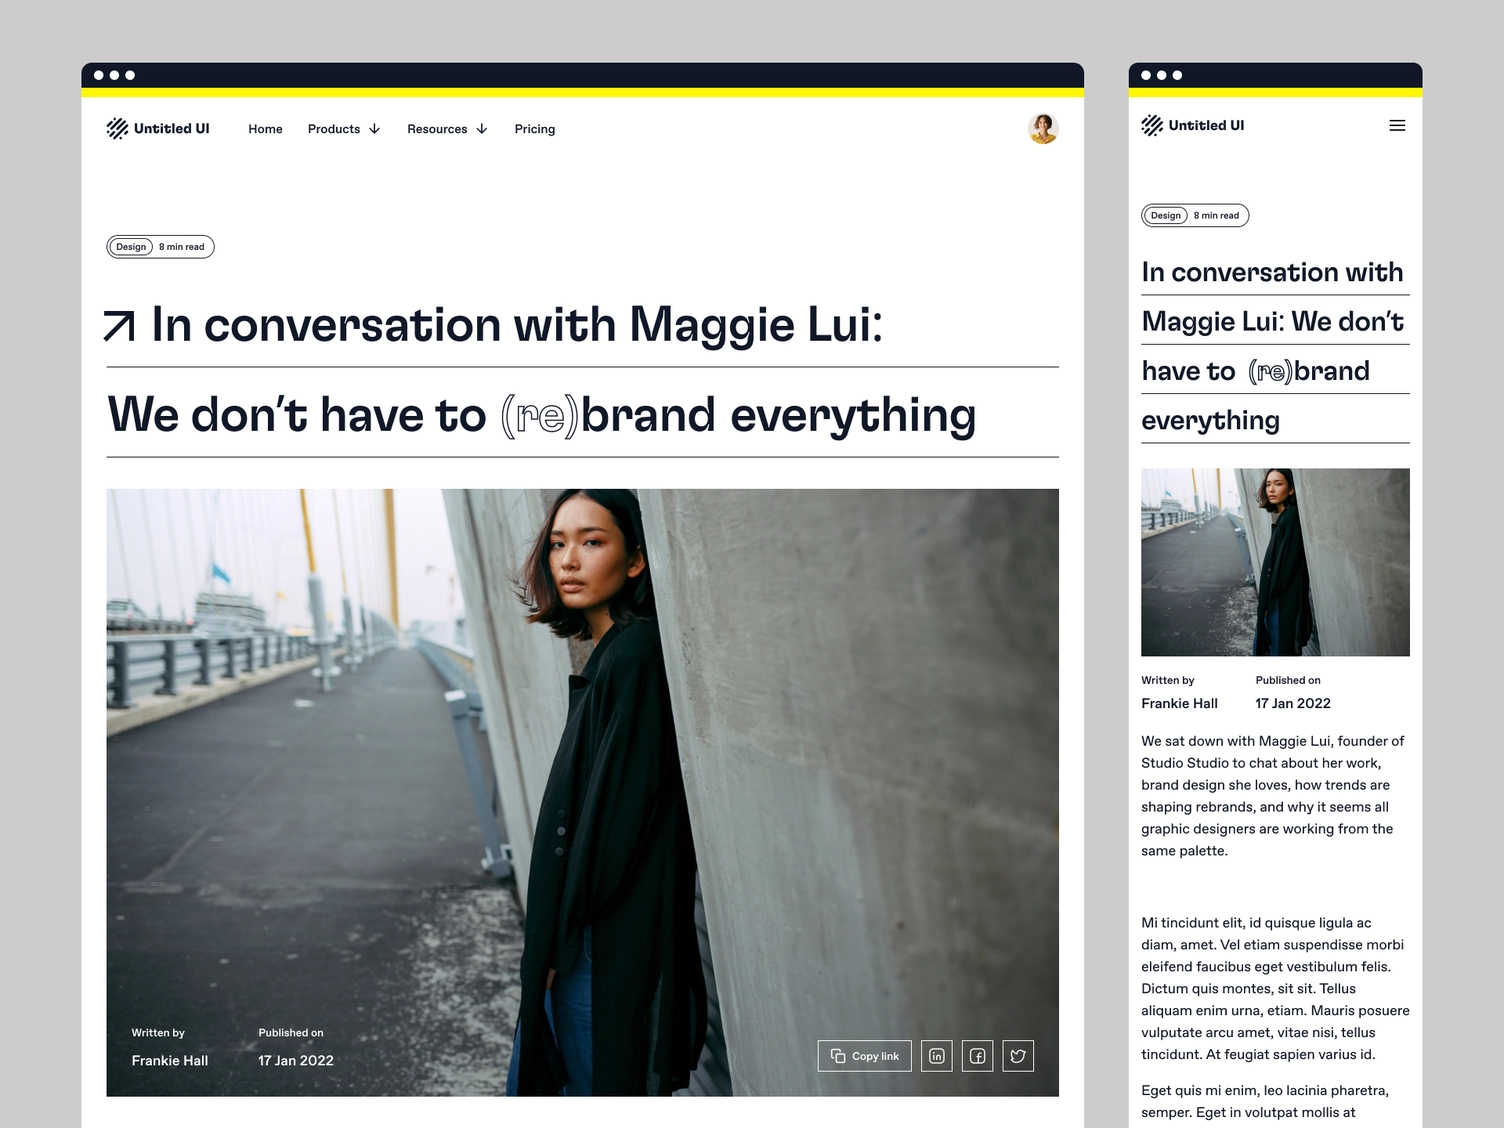 Untitled UI
Home
Products
Resources
Pricing
Design
8 min read
In conversation with Maggie Lui:
We don’t have to (re)brand everything
Written by
Published on
Frankie Hall
17 Jan 2022
Copy link
Untitled UI
Design
8 min read
In conversation with
Maggie Lui: We don’t
have to (re)brand
everything
Written by
Published on
Frankie Hall
17 Jan 2022
We sat down with Maggie Lui, founder of
Studio Studio to chat about her work,
brand design she loves, how trends are
shaping rebrands, and why it seems all
graphic designers are working from the
same palette.
Mi tincidunt elit, id quisque ligula ac
diam, amet. Vel etiam suspendisse morbi
eleifend faucibus eget vestibulum felis.
Dictum quis montes, sit sit. Tellus
aliquam enim urna, etiam. Mauris posuere
vulputate arcu amet, vitae nisi, tellus
tincidunt. At feugiat sapien varius id.
Eget quis mi enim, leo lacinia pharetra,
semper. Eget in volutpat mollis at